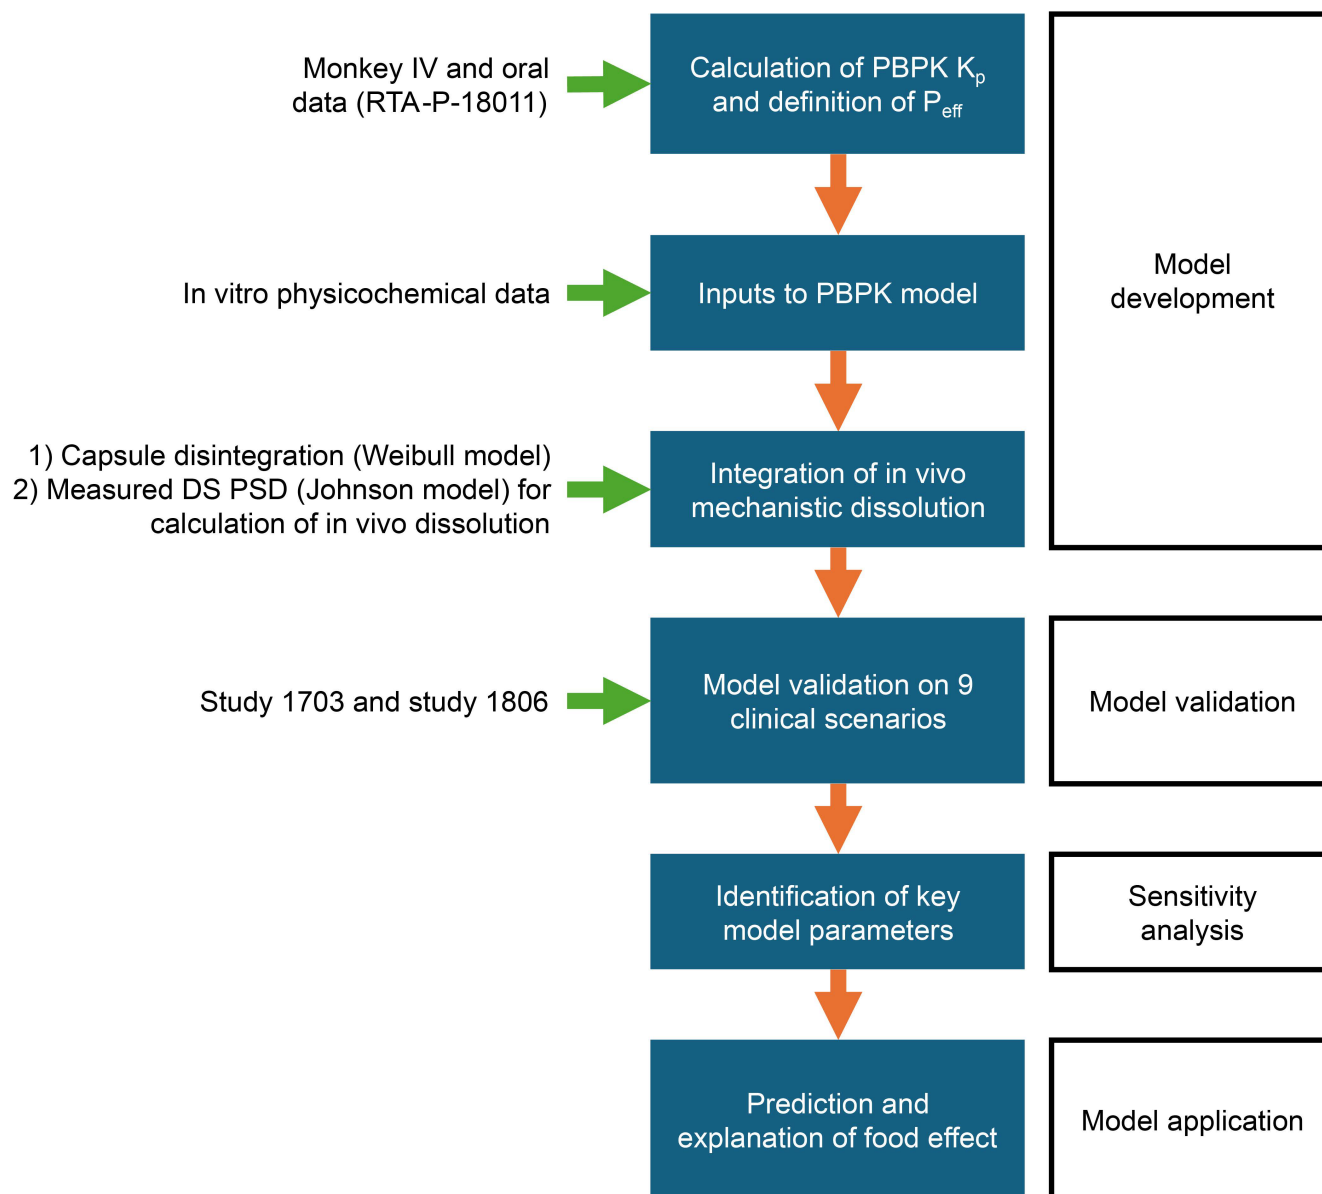 Monkey IV and oral
data (RTA-P-18011)
Calculation of PBPK Kp
and definition of Peff
Model
development
In vitro physicochemical data
Inputs to PBPK model
1) Capsule disintegration (Weibull model)
2) Measured DS PSD (Johnson model) for
calculation of in vivo dissolution
Integration of in vivo
mechanistic dissolution
Study 1703 and study 1806
Model validation on 9
clinical scenarios
Model validation
Identification of key
model parameters
Sensitivity
analysis
Prediction and
explanation of food effect
Model application